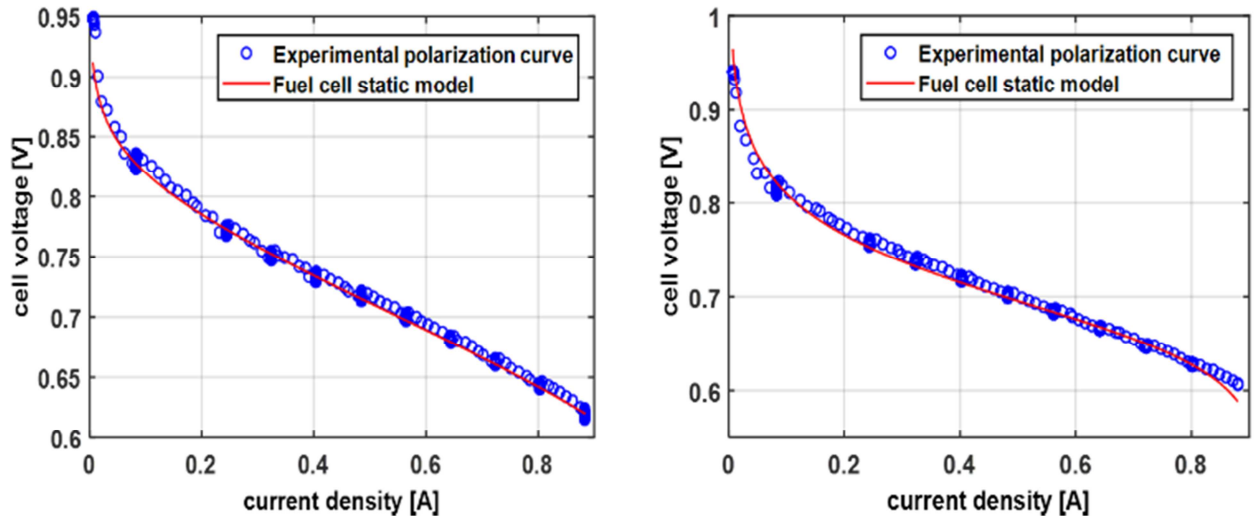 0.95
0.9
0.85
0.8
0.75
0.7
0.65
0.6
cell voltage [V]
Experimental polarization curve
Fuel cell static model
0 0.2 0.4 0.6 0.8
current density [A]
1
0.9
0.8
0.7
0.6
cell voltage [V]
Experimental polarization curve
Fuel cell static model
0 0.2 0.4 0.6 0.8
current density [A]